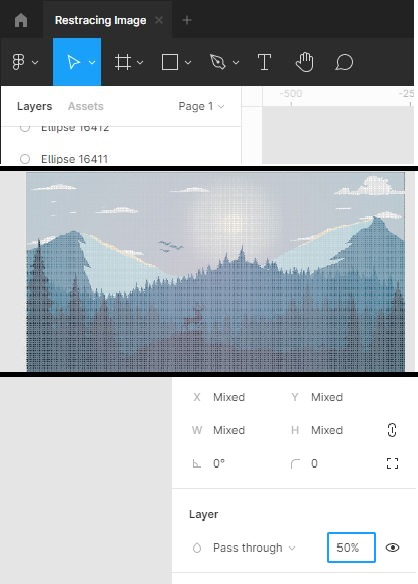 Restracing Image
Layers Assets Page 1
-500 -25
Ellipse 16412
Ellipse 16411
X Mixed Y Mixed
W Mixed H Mixed
0° 0
Layer
Pass through 50%